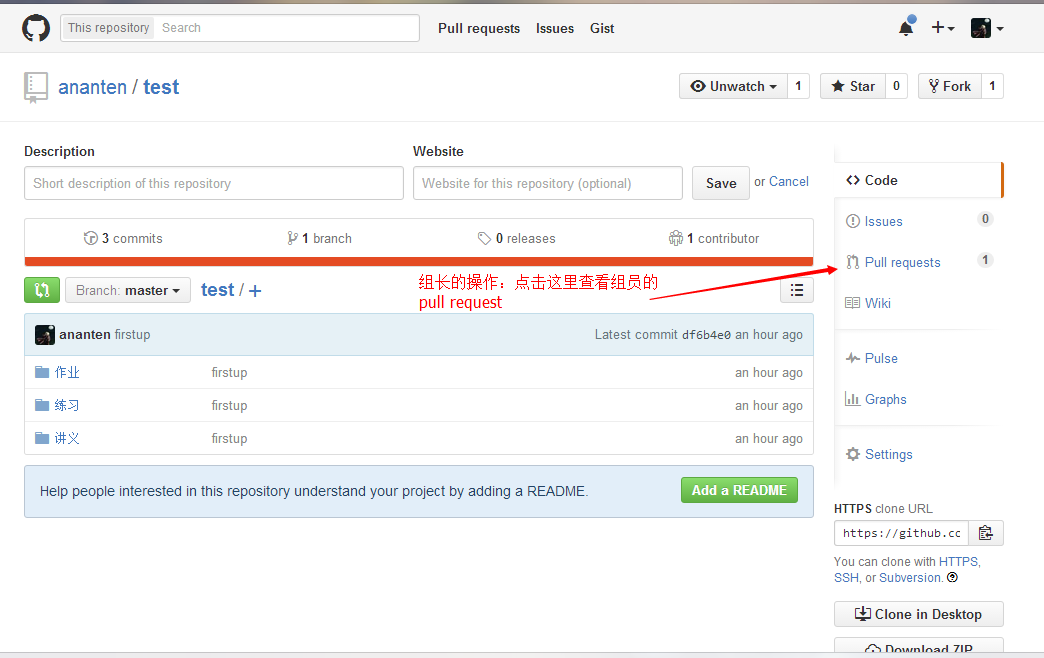 This repository Search Pull requests Issues Gist
ananten / test Unwatch 1 Star 0 Fork 1
Description Website
Short description of this repository Website for this repository (optional) Save or Cancel
3 commits 1 branch 0 releases 1 contributor
Branch: master test / +
组长的操作：点击这里查看组员的
pull request
ananten firstup Latest commit df6b4e0 an hour ago
作业 firstup an hour ago
练习 firstup an hour ago
讲义 firstup an hour ago
Help people interested in this repository understand your project by adding a README. Add a README
Code
Issues 0
Pull requests 1
Wiki
Pulse
Graphs
Settings
HTTPS clone URL
https://github.cc
You can clone with HTTPS,
SSH, or Subversion.
Clone in Desktop
Download ZIP